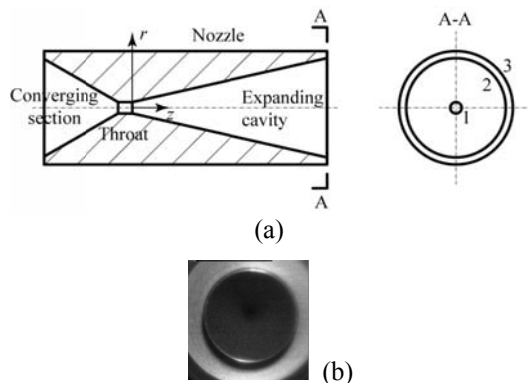 A
A-A
r
Nozzle
3
Converging
section
z
Expanding
cavity
2
1
Throat
A
(a)
(b)